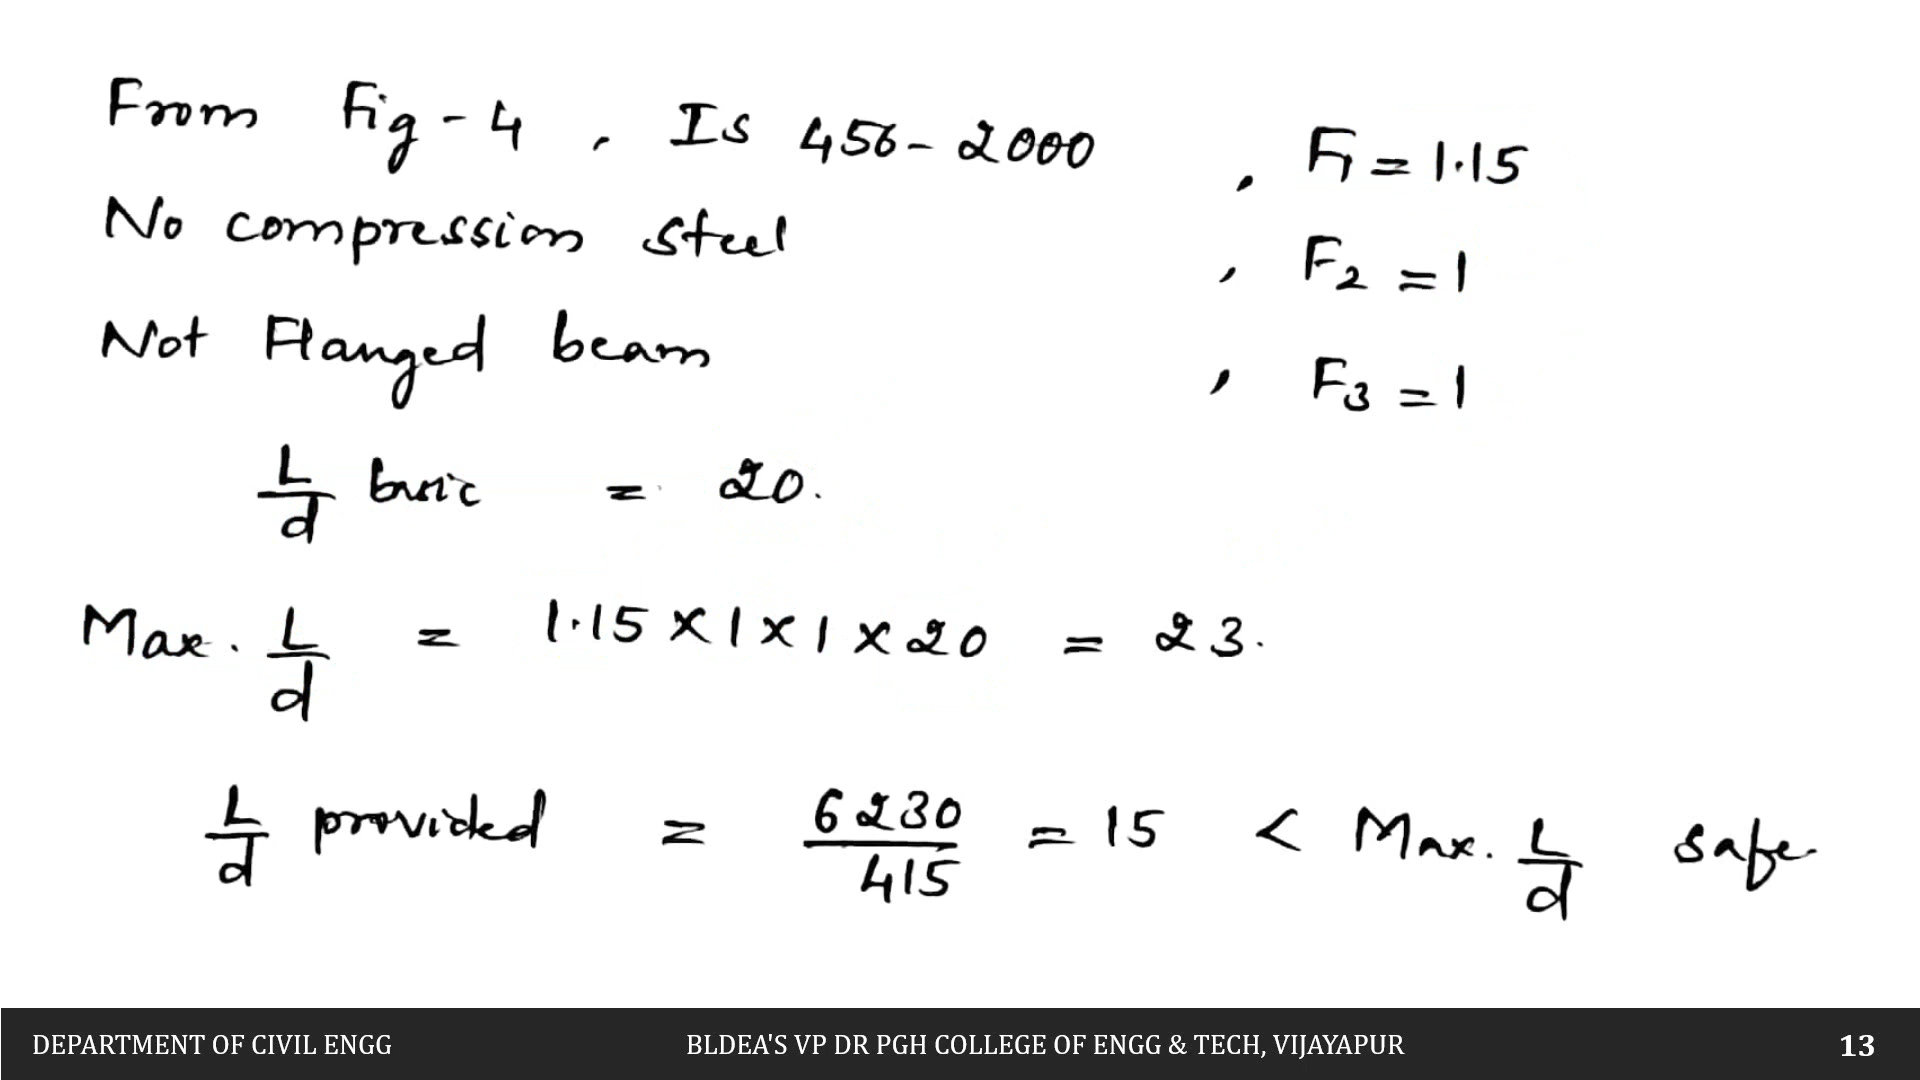 From Fig-4, Is 456-2000, F1 = 1.15
No compression steel, F2 = 1
Not Flanged beam, F3 = 1
L/d basic = 20.
Max. L/d = 1.15 × 1 × 1 × 20 = 23.
L/d provided = 6230/415 = 15 < Max. L/d safe
DEPARTMENT OF CIVIL ENGG BLDEA'S VP DR PGH COLLEGE OF ENGG & TECH, VIJAYAPUR 13